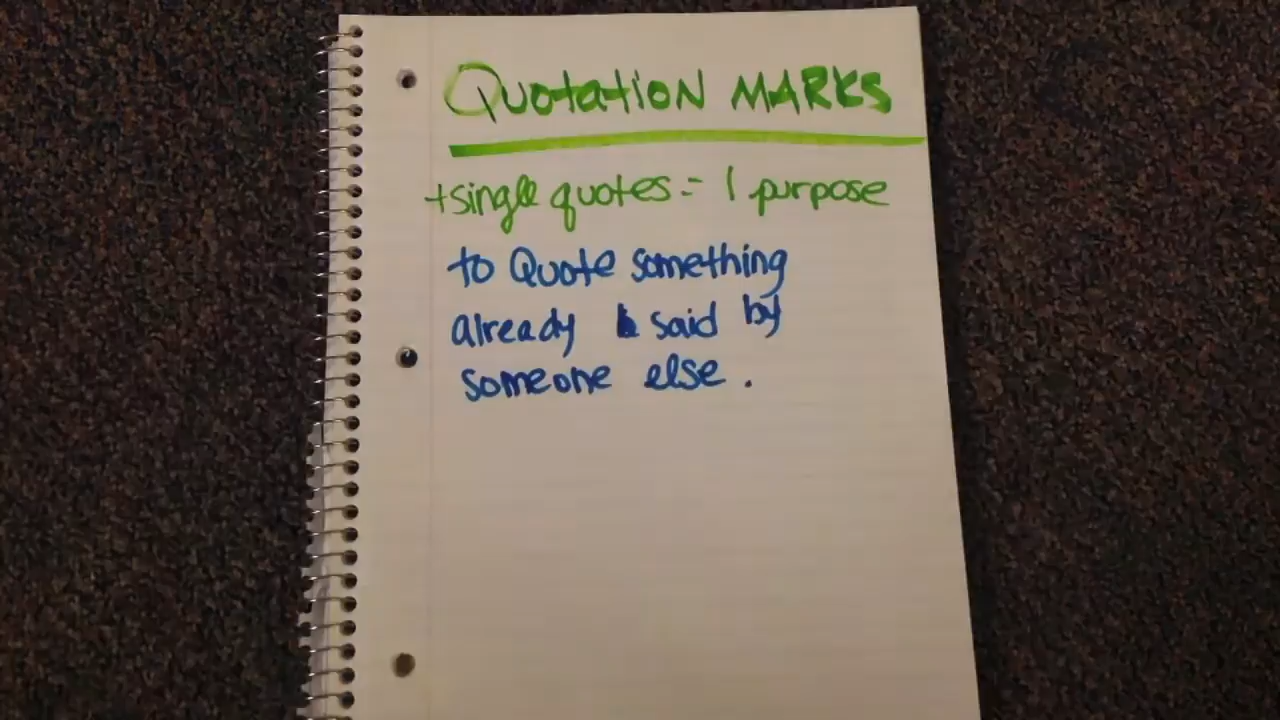 Quotation MARKS
+single quotes = 1 purpose
to Quote something
already said by
someone else.